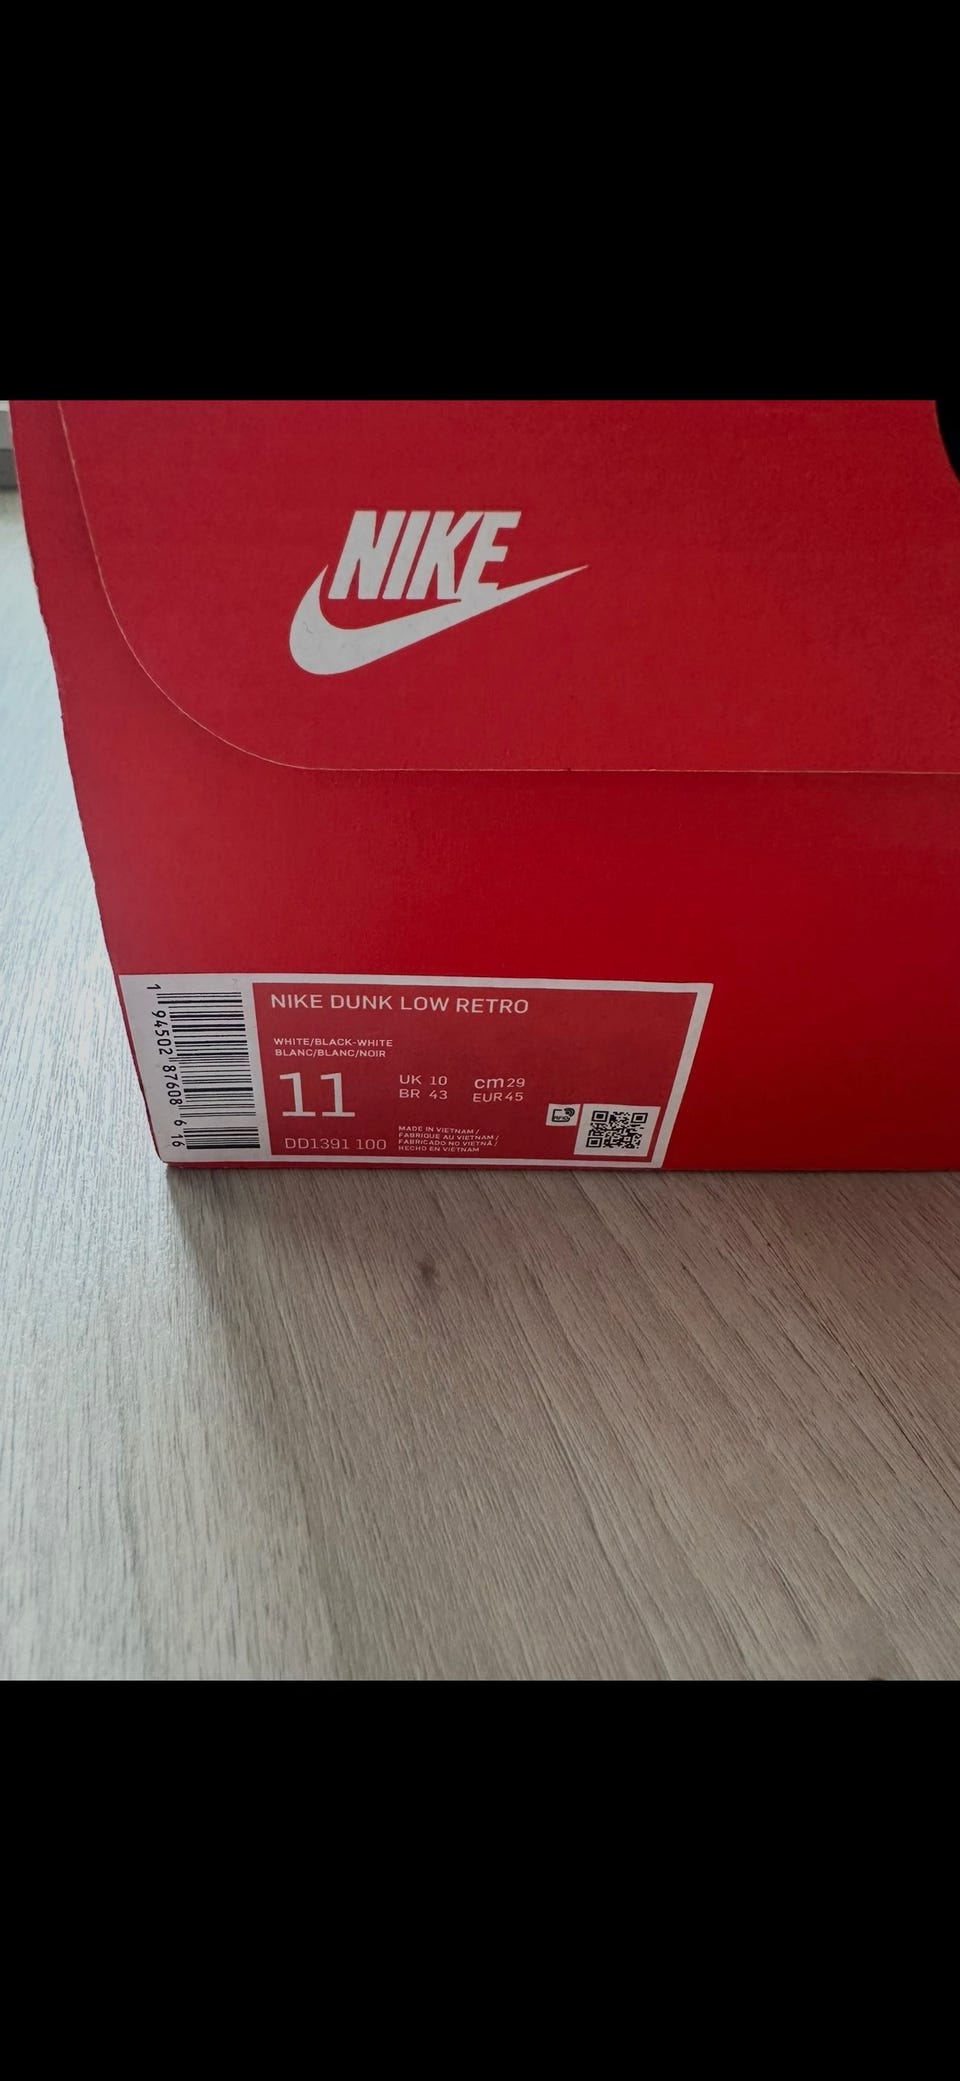 NIKE
NIKE DUNK LOW RETRO
WHITE/BLACK-WHITE
BLANC/BLANC/NOIR
11
UK 10
BR 43
cm 29
EUR 45
DD1391 100
MADE IN VIETNAM /
FABRIQUE AU VIETNAM /
FABRICADO NO VIETNÃ /
HECHO EN VIETNAM
1 94502 87608 6 16